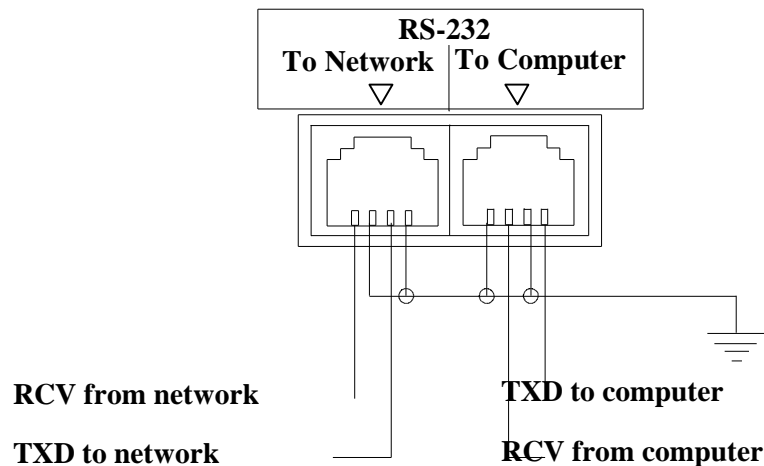 RS-232
To Network To Computer
RCV from network TXD to computer
TXD to network RCV from computer